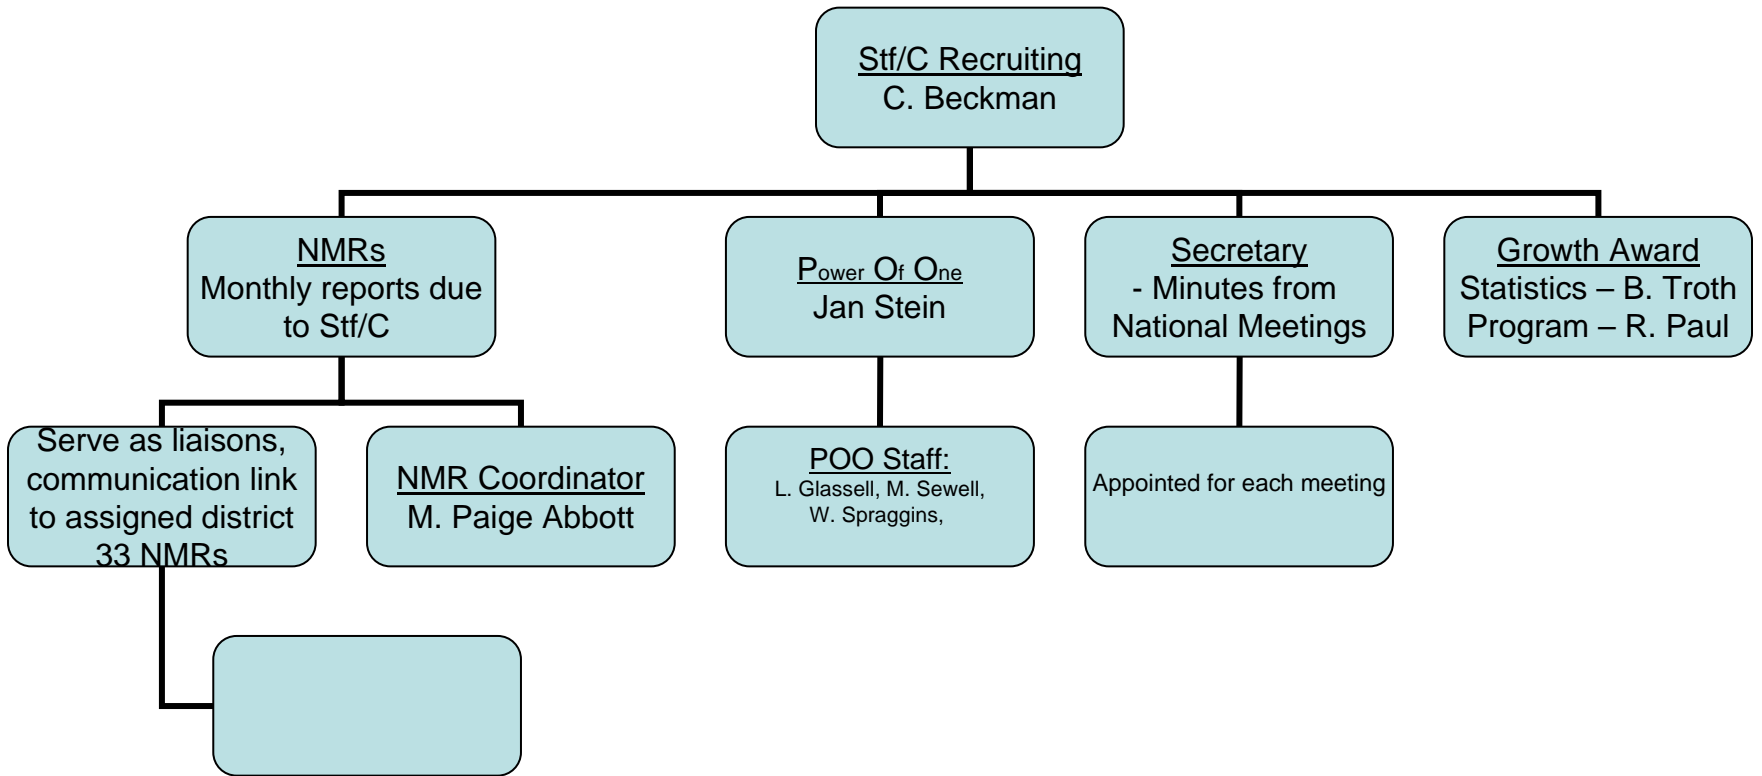 Stf/C Recruiting
C. Beckman
NMRs
Monthly reports due
to Stf/C
Power Of One
Jan Stein
Secretary
- Minutes from
National Meetings
Growth Award
Statistics – B. Troth
Program – R. Paul
Serve as liaisons,
communication link
to assigned district
33 NMRs
NMR Coordinator
M. Paige Abbott
POO Staff:
L. Glassell, M. Sewell,
W. Spraggins,
Appointed for each meeting